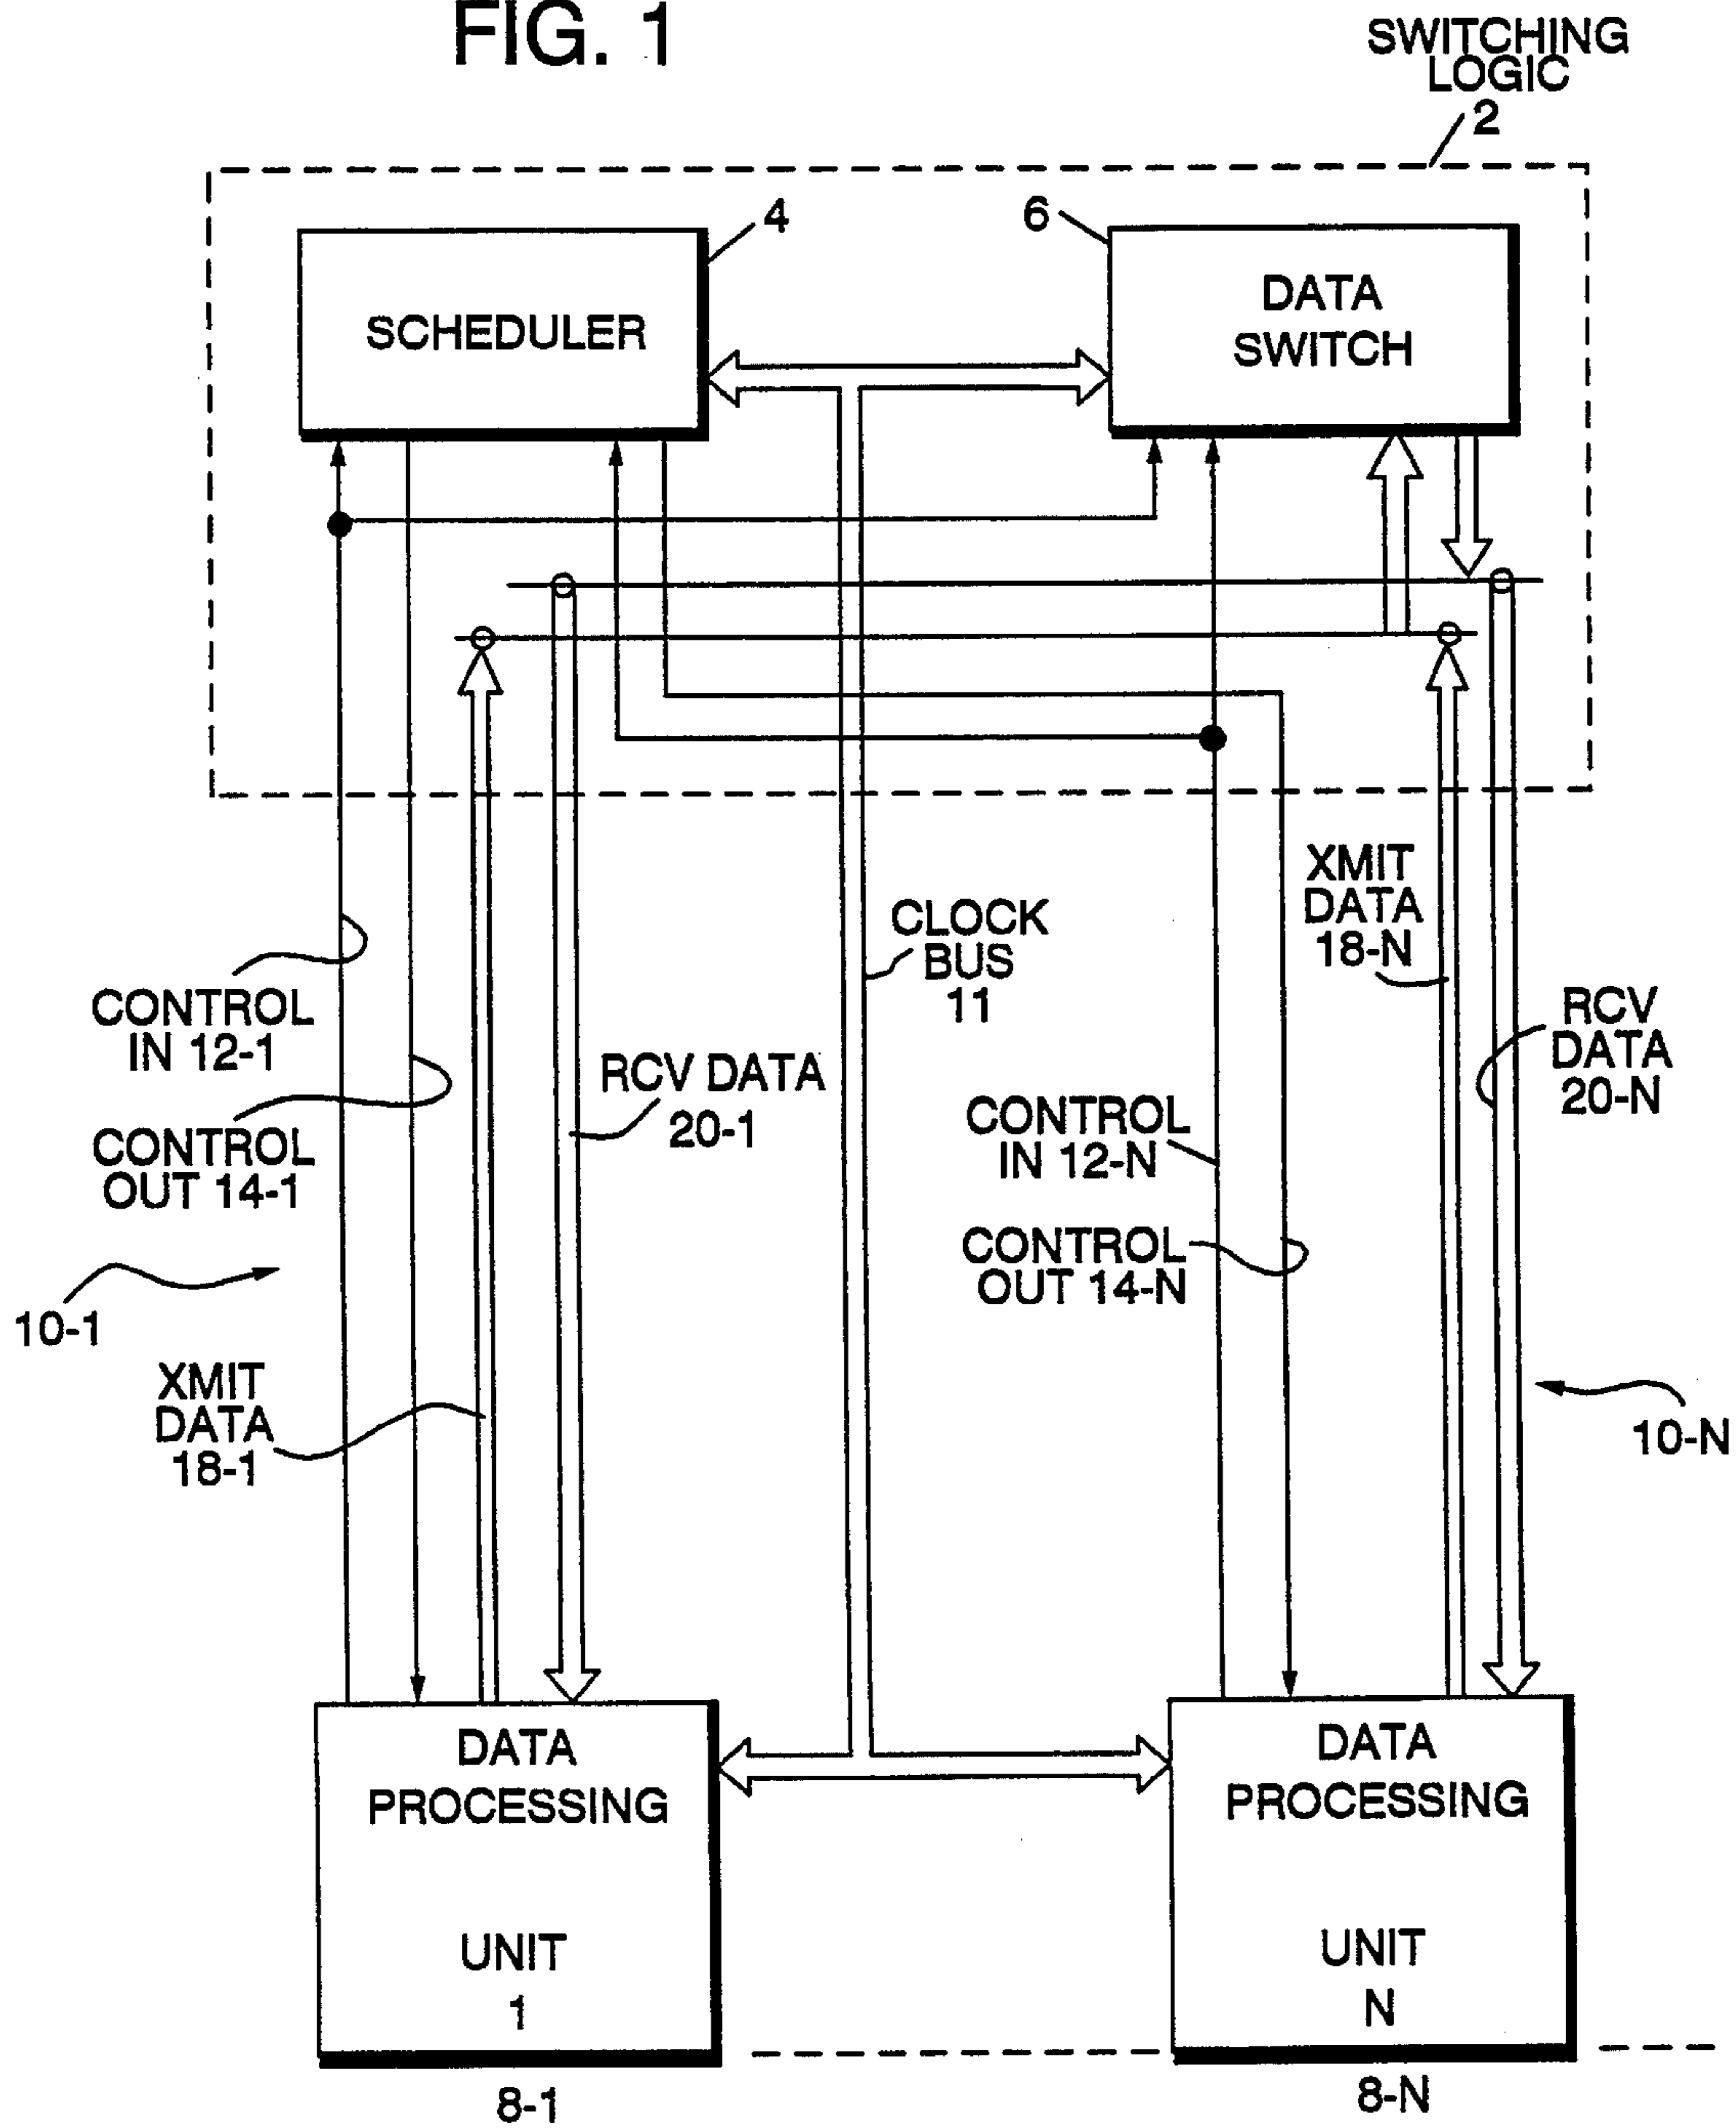 FIG. 1
SWITCHING
LOGIC
2
4
6
SCHEDULER
DATA
SWITCH
XMIT
DATA
18-N
CLOCK
BUS
11
CONTROL
IN 12-1
RCV
DATA
20-N
RCV DATA
20-1
CONTROL
IN 12-N
CONTROL
OUT 14-1
CONTROL
OUT 14-N
10-1
XMIT
DATA
18-1
10-N
DATA
PROCESSING
UNIT
1
DATA
PROCESSING
UNIT
N
8-1
8-N